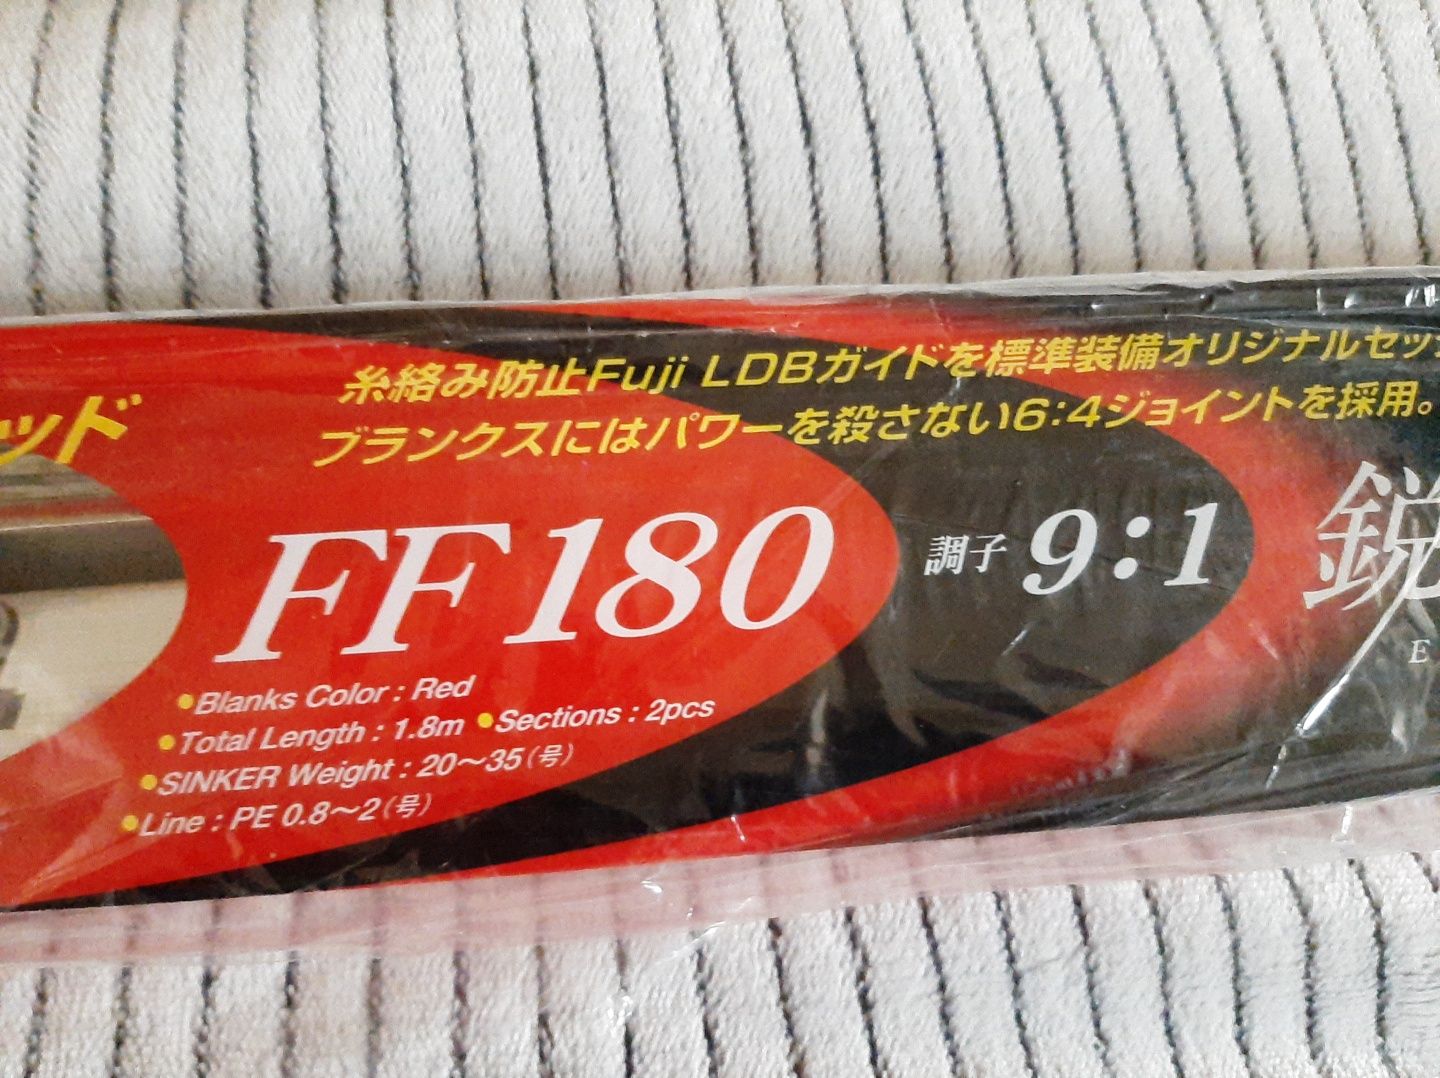 糸絡み防止Fuji LDBガイドを標準装備オリジナルセッ
ブランクスにはパワーを殺さない6:4ジョイントを採用。
ッド
FF 180
調子 9:1
鋭
E
•Blanks Color : Red
•Total Length : 1.8m •Sections : 2pcs
•SINKER Weight : 20～35(号)
•Line : PE 0.8～2(号)